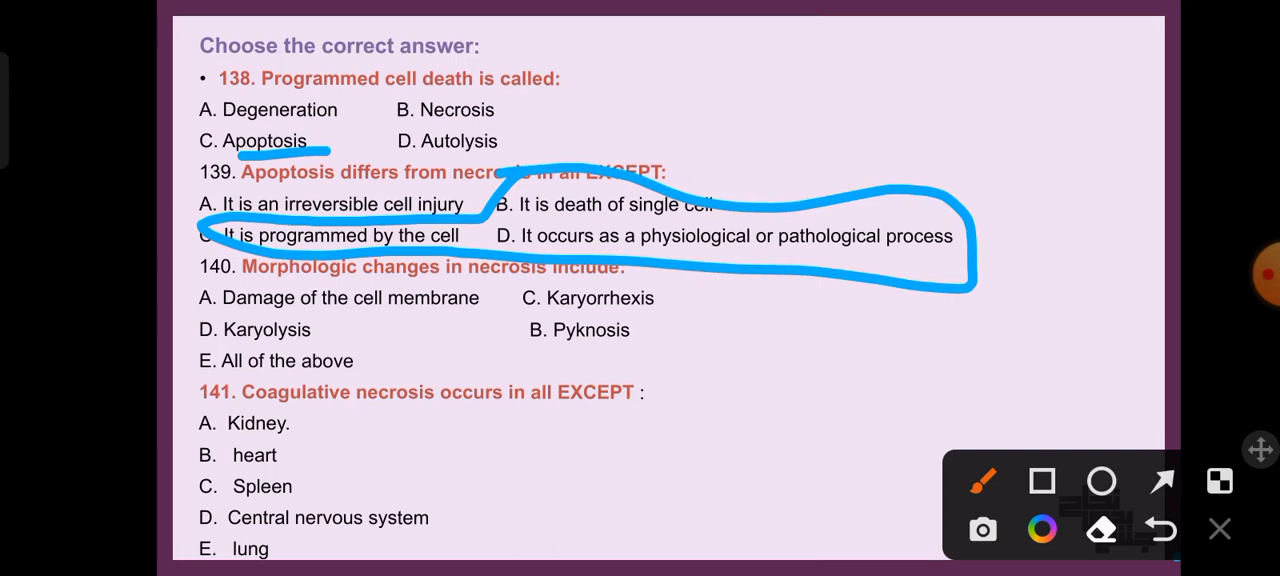 Choose the correct answer:
• 138. Programmed cell death is called:
A. Degeneration B. Necrosis
C. Apoptosis D. Autolysis
139. Apoptosis differs from necrosis in all EXCEPT:
A. It is an irreversible cell injury B. It is death of single cell
C. It is programmed by the cell D. It occurs as a physiological or pathological process
140. Morphologic changes in necrosis include:
A. Damage of the cell membrane C. Karyorrhexis
D. Karyolysis B. Pyknosis
E. All of the above
141. Coagulative necrosis occurs in all EXCEPT :
A. Kidney.
B. heart
C. Spleen
D. Central nervous system
E. lung